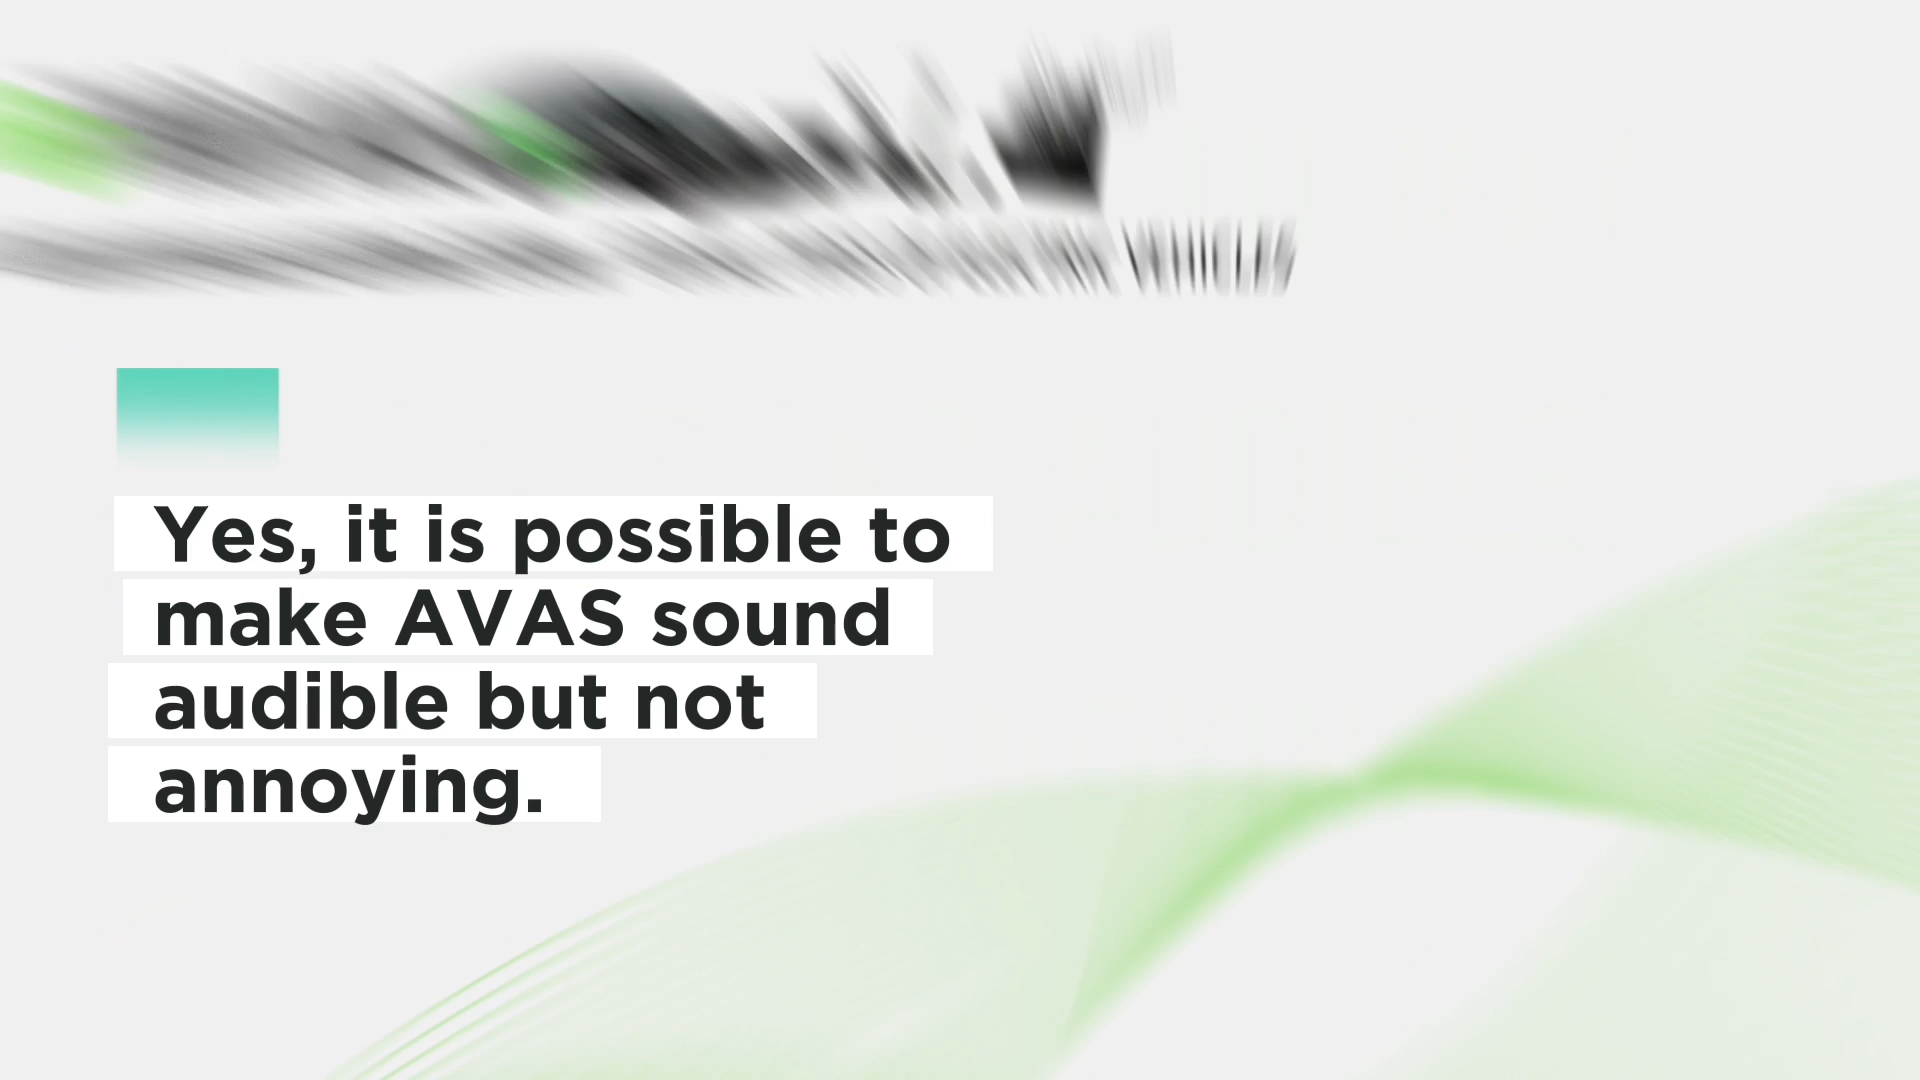 Yes, it is possible to
make AVAS sound
audible but not
annoying.